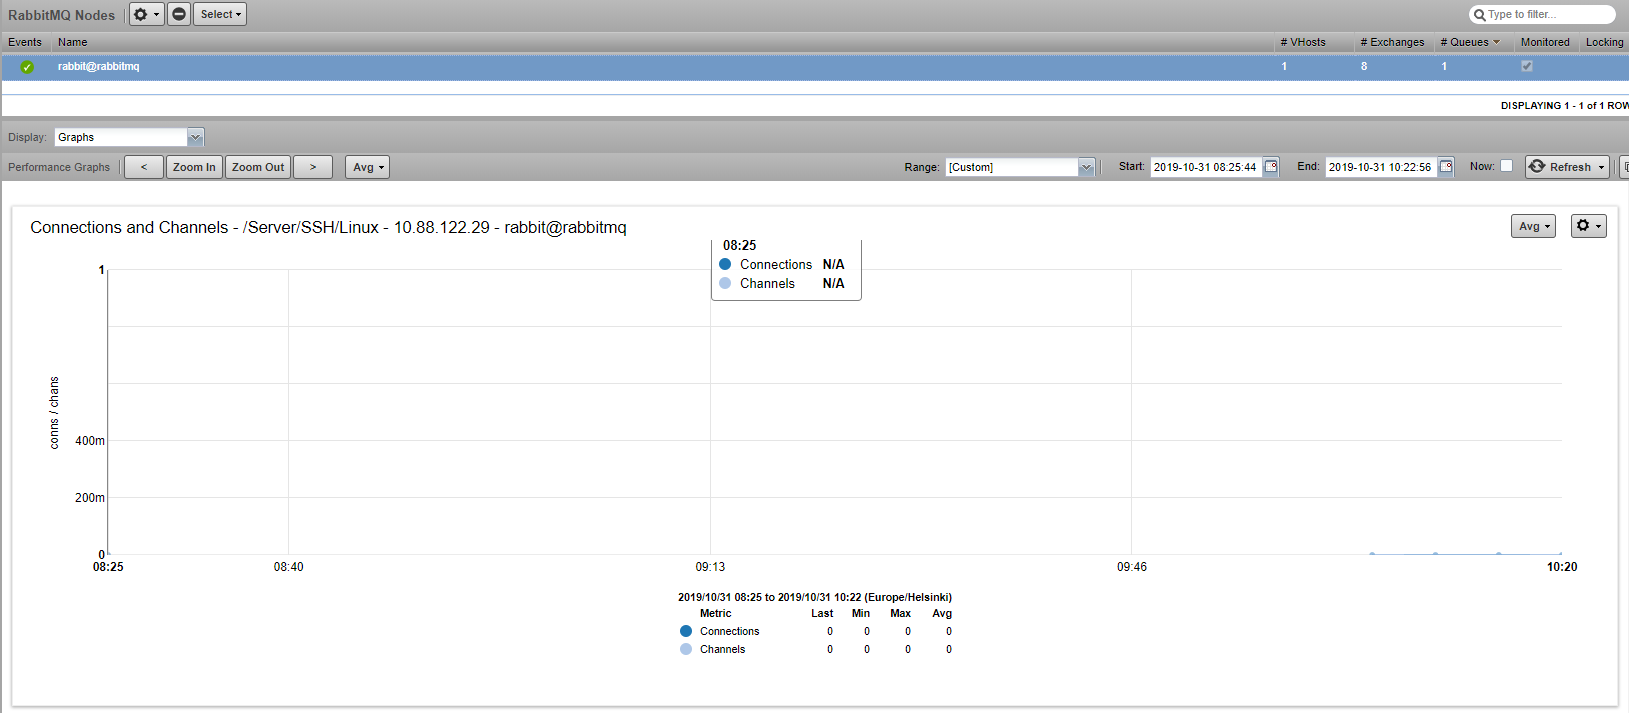 RabbitMQ Nodes Select Type to filter...
Events Name # VHosts # Exchanges # Queues Monitored Locking
rabbit@rabbitmq 1 8 1
DISPLAYING 1 - 1 of 1 ROW
Display: Graphs
Performance Graphs < Zoom In Zoom Out > Avg Range: [Custom] Start: 2019-10-31 08:25:44 End: 2019-10-31 10:22:56 Now: Refresh
Connections and Channels - /Server/SSH/Linux - 10.88.122.29 - rabbit@rabbitmq Avg
08:25
Connections N/A
Channels N/A
1
conns / chans
400m
200m
0
08:25 08:40 09:13 09:46 10:20
2019/10/31 08:25 to 2019/10/31 10:22 (Europe/Helsinki)
Metric Last Min Max Avg
Connections 0 0 0 0
Channels 0 0 0 0